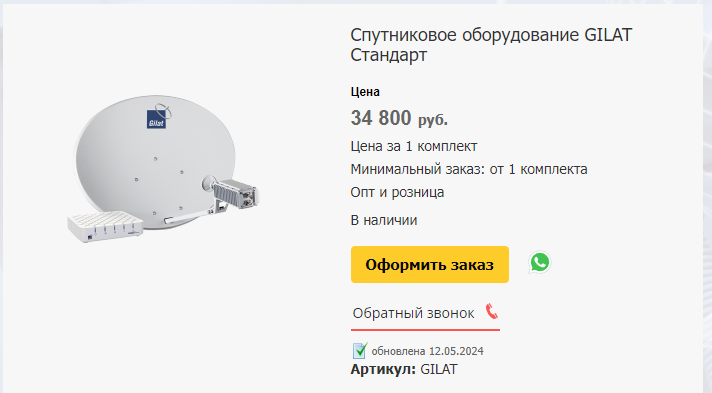 Спутниковое оборудование GILAT
Стандарт
Gilat
Цена
34 800 руб.
Цена за 1 комплект
Минимальный заказ: от 1 комплекта
Опт и розница
В наличии
Оформить заказ
Обратный звонок
обновлена 12.05.2024
Артикул: GILAT